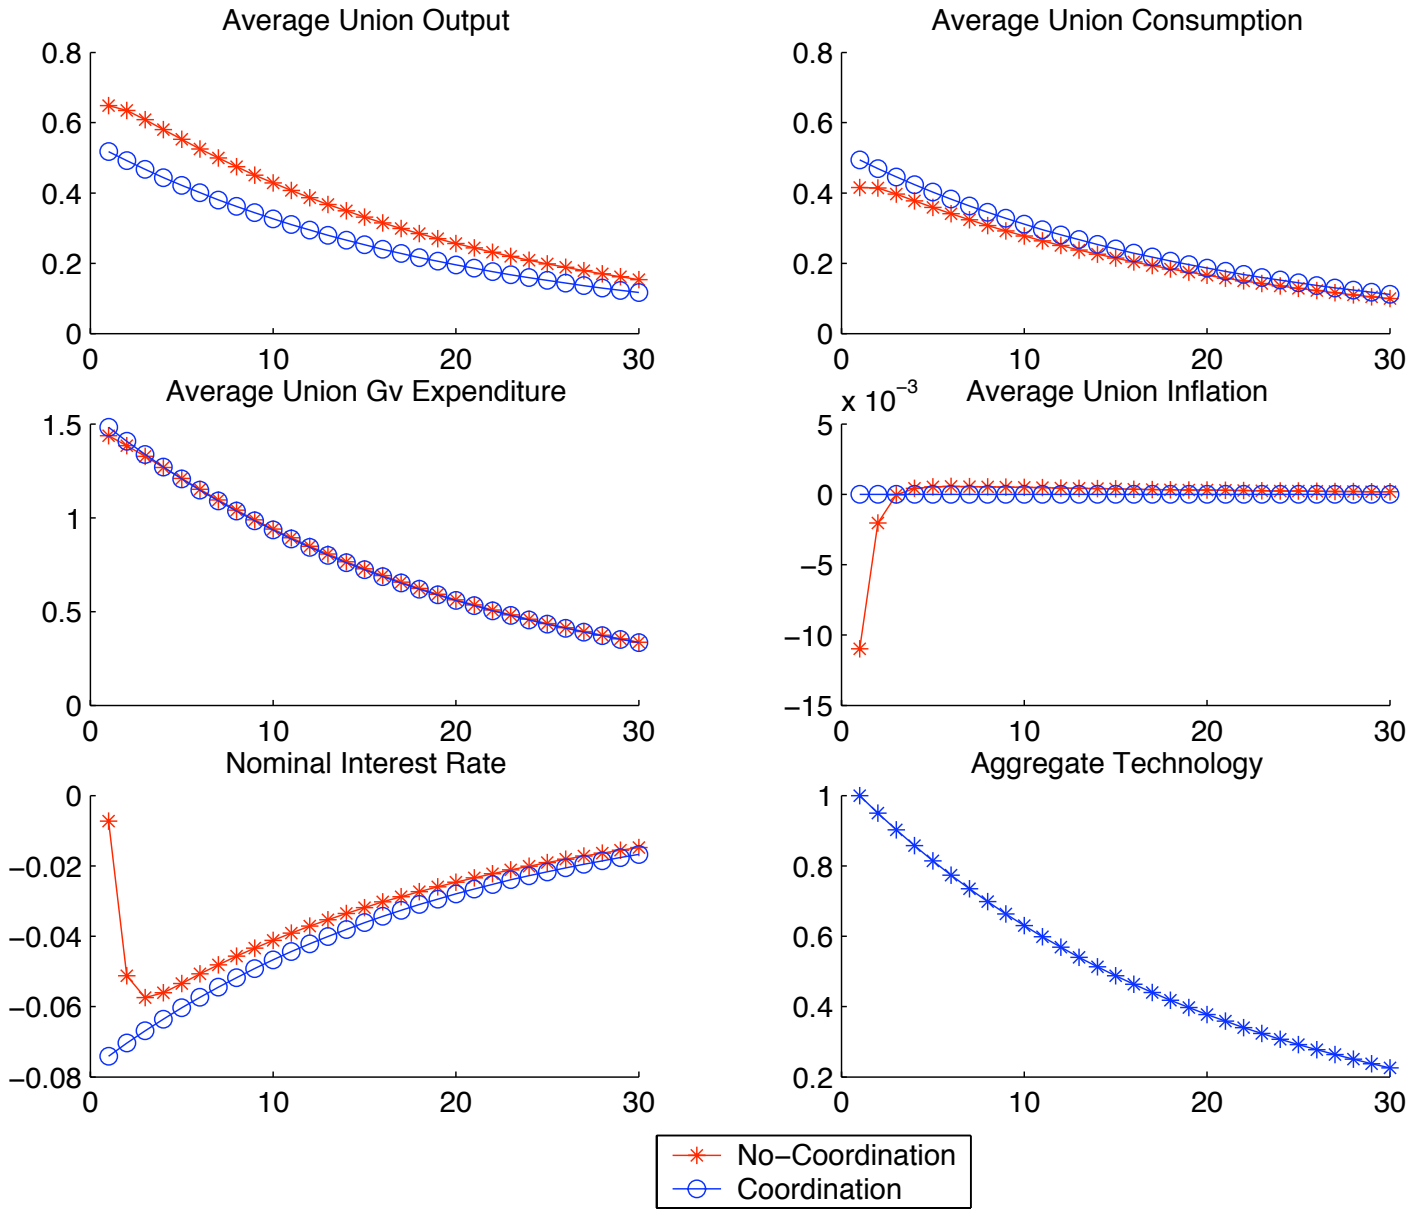 Average Union Output
0.8
0.6
0.4
0.2
0
0 10 20 30
Average Union Consumption
0.8
0.6
0.4
0.2
0
0 10 20 30
Average Union Gv Expenditure
1.5
1
0.5
0
0 10 20 30
x 10−3 Average Union Inflation
5
0
−5
−10
−15
0 10 20 30
Nominal Interest Rate
0
−0.02
−0.04
−0.06
−0.08
0 10 20 30
Aggregate Technology
1
0.8
0.6
0.4
0.2
0 10 20 30
No−Coordination
Coordination